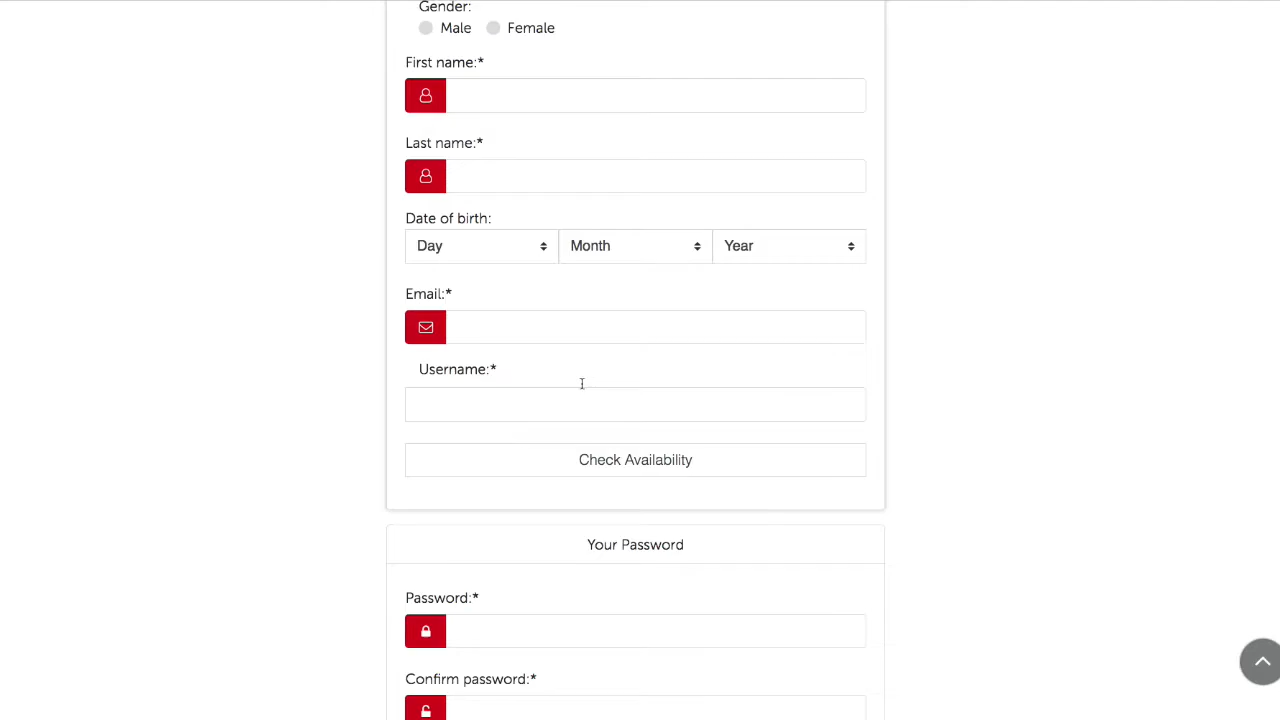 Gender:
Male Female
First name:*
Last name:*
Date of birth:
Day Month Year
Email:*
Username:*
Check Availability
Your Password
Password:*
Confirm password:*